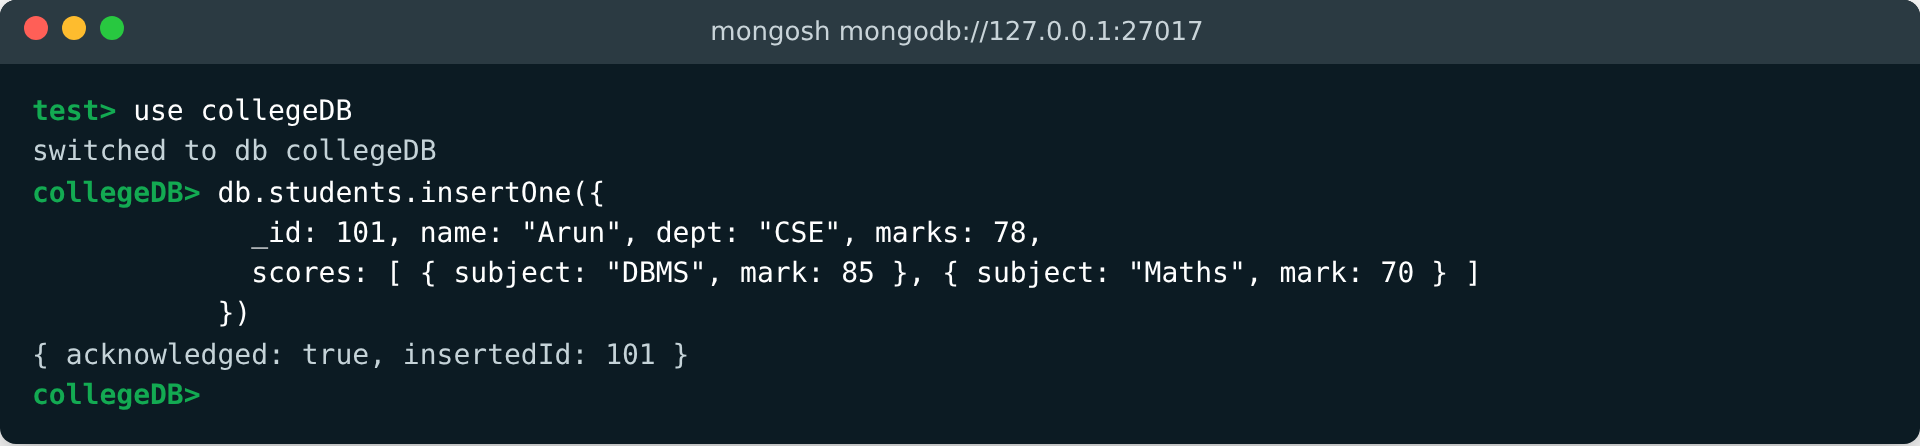 mongosh mongodb://127.0.0.1:27017
test> use collegeDB
switched to db collegeDB
collegeDB> db.students.insertOne({
             _id: 101, name: "Arun", dept: "CSE", marks: 78,
             scores: [ { subject: "DBMS", mark: 85 }, { subject: "Maths", mark: 70 } ]
           })
{ acknowledged: true, insertedId: 101 }
collegeDB>